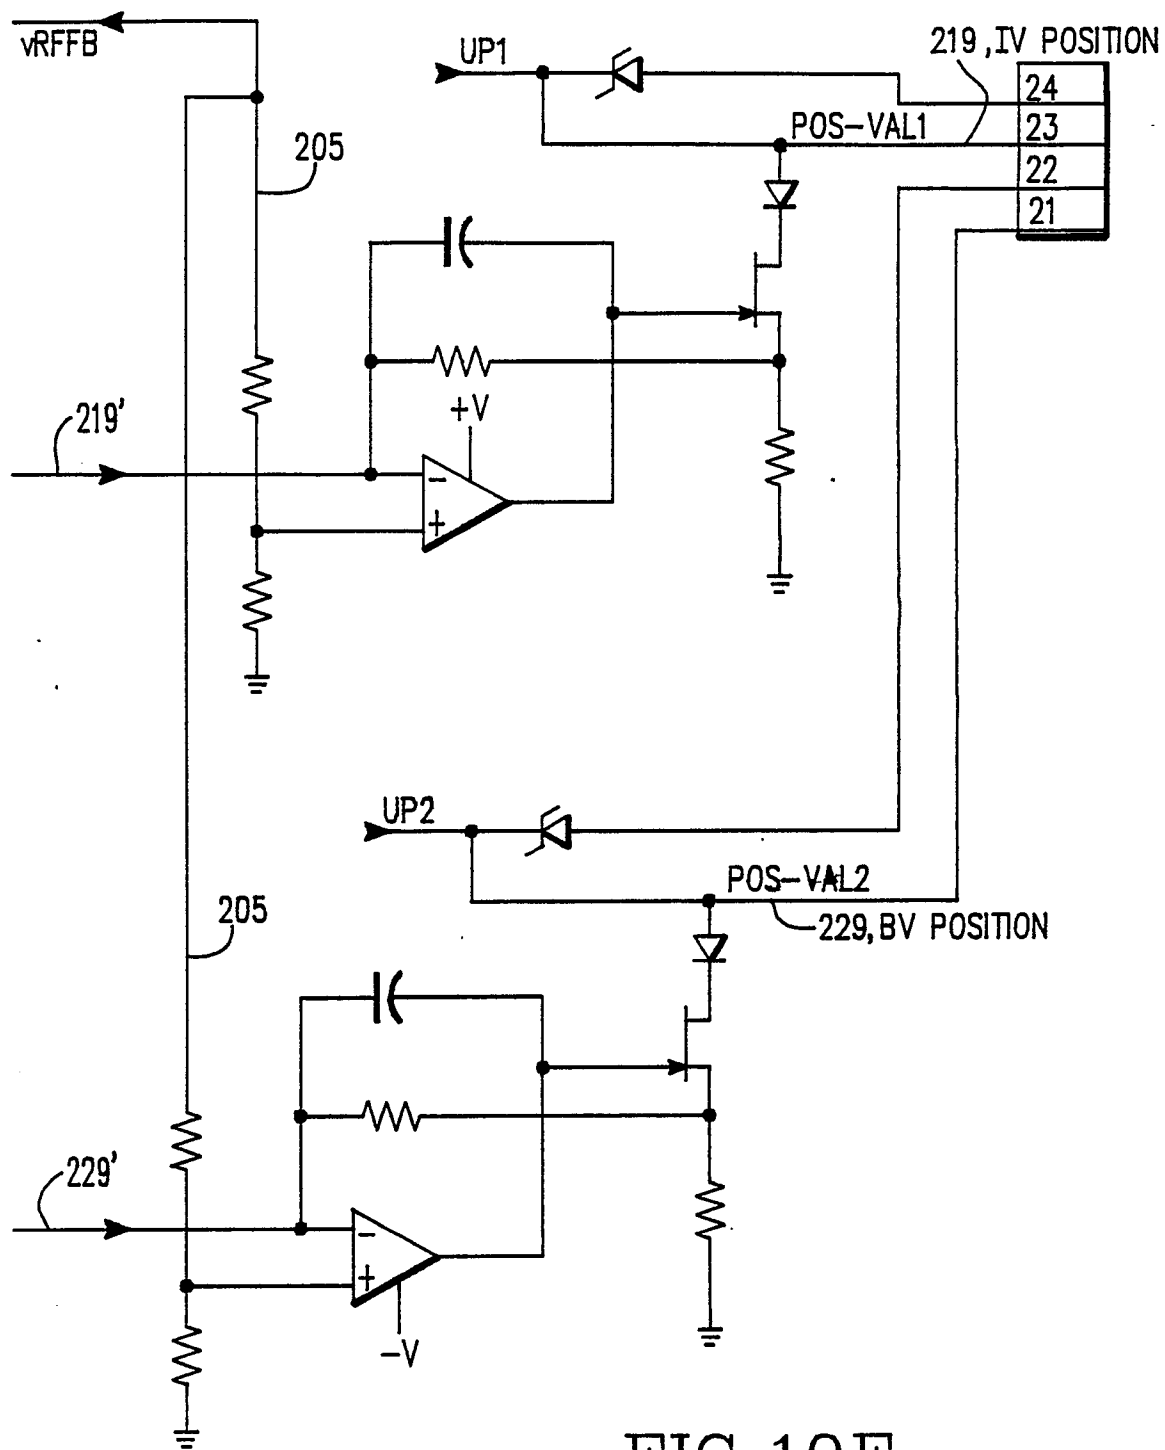 vRFFB
UP1
219, IV POSITION
24
23
22
21
POS-VAL1
205
219'
+V
-
+
UP2
POS-VAL2
229, BV POSITION
205
229'
-
+
-V